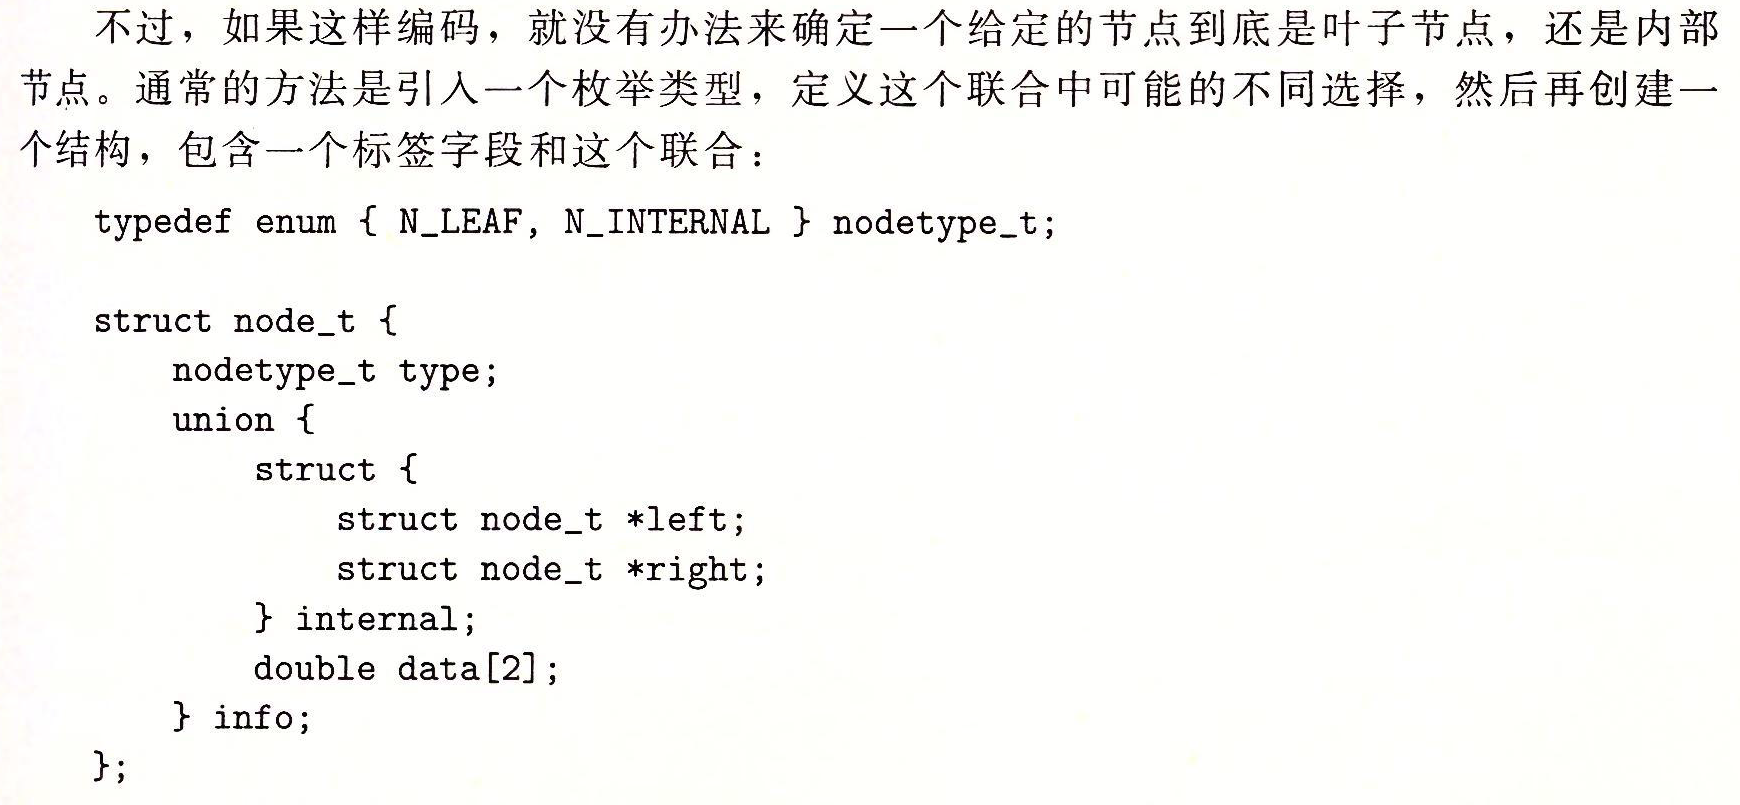 不过，如果这样编码，就没有办法来确定一个给定的节点到底是叶子节点，还是内部
节点。通常的方法是引入一个枚举类型，定义这个联合中可能的不同选择，然后再创建一
个结构，包含一个标签字段和这个联合：
typedef enum { N_LEAF, N_INTERNAL } nodetype_t;
struct node_t {
nodetype_t type;
union {
struct {
struct node_t *left;
struct node_t *right;
} internal;
double data[2];
} info;
};